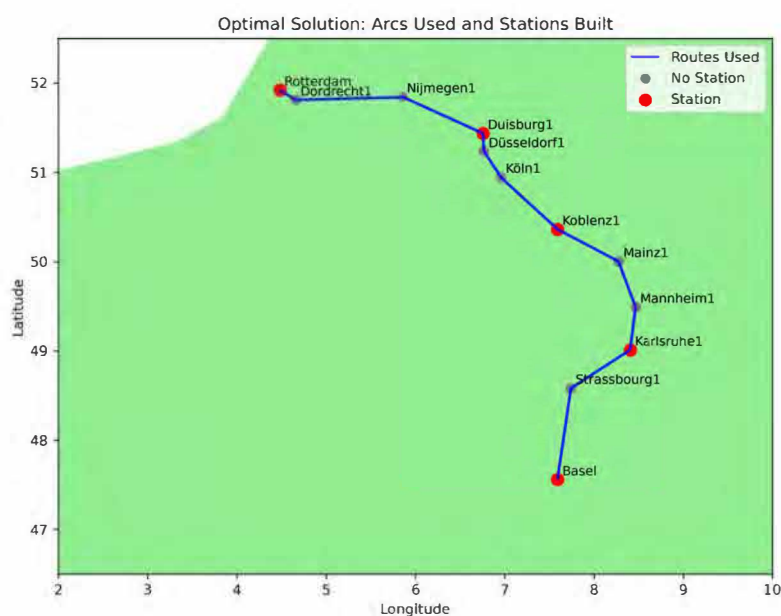 Optimal Solution: Arcs Used and Stations Built
Routes Used
No Station
Station
Rotterdam
Dordrecht1
Nijmegen1
Duisburg1
Düsseldorf1
Köln1
Koblenz1
Mainz1
Mannheim1
Karlsruhe1
Strassbourg1
Basel
Latitude
52
51
50
49
48
47
2 3 4 5 6 7 8 9 10
Longitude